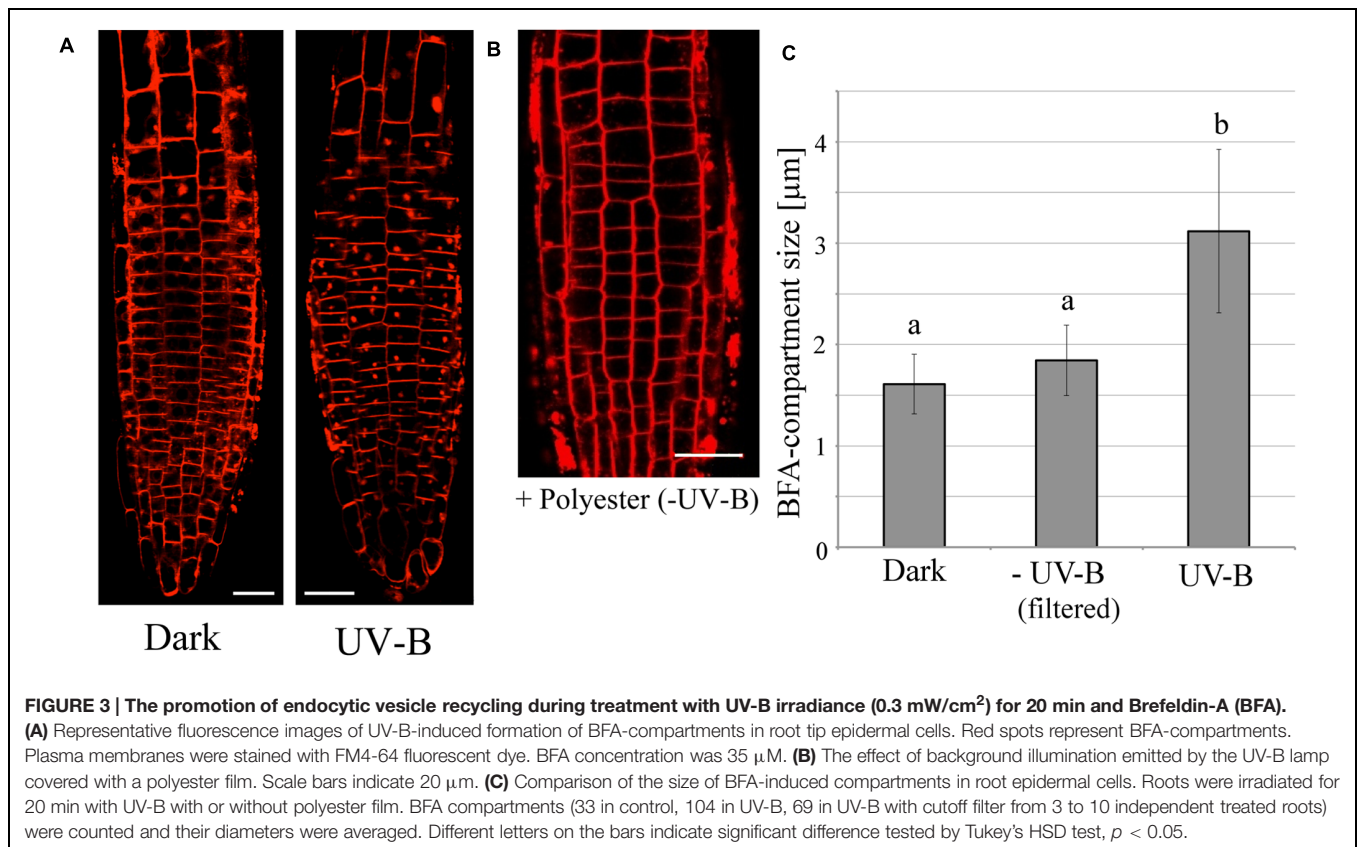 A
B
C
Dark
UV-B
+ Polyester (-UV-B)
BFA-compartment size [μm]
4
3
2
1
0
a
a
b
Dark
- UV-B
(filtered)
UV-B
FIGURE 3 | The promotion of endocytic vesicle recycling during treatment with UV-B irradiance (0.3 mW/cm²) for 20 min and Brefeldin-A (BFA).
(A) Representative fluorescence images of UV-B-induced formation of BFA-compartments in root tip epidermal cells. Red spots represent BFA-compartments.
Plasma membranes were stained with FM4-64 fluorescent dye. BFA concentration was 35 μM. (B) The effect of background illumination emitted by the UV-B lamp
covered with a polyester film. Scale bars indicate 20 μm. (C) Comparison of the size of BFA-induced compartments in root epidermal cells. Roots were irradiated for
20 min with UV-B with or without polyester film. BFA compartments (33 in control, 104 in UV-B, 69 in UV-B with cutoff filter from 3 to 10 independent treated roots)
were counted and their diameters were averaged. Different letters on the bars indicate significant difference tested by Tukey's HSD test, p < 0.05.